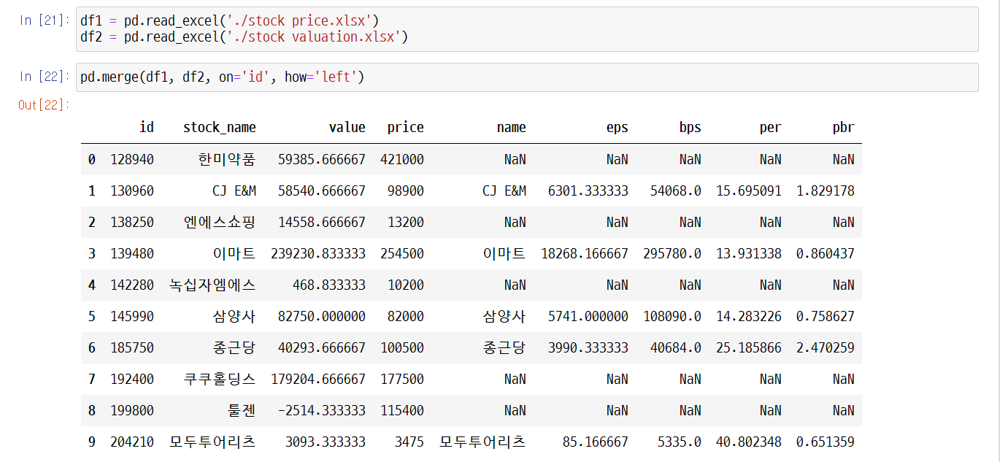 In [21]: df1 = pd.read_excel('./stock price.xlsx')
df2 = pd.read_excel('./stock valuation.xlsx')
In [22]: pd.merge(df1, df2, on='id', how='left')
Out[22]:
id stock_name value price name eps bps per pbr
0 128940 한미약품 59385.666667 421000 NaN NaN NaN NaN NaN
1 130960 CJ E&M 58540.666667 98900 CJ E&M 6301.333333 54068.0 15.695091 1.829178
2 138250 엔에스쇼핑 14558.666667 13200 NaN NaN NaN NaN NaN
3 139480 이마트 239230.833333 254500 이마트 18268.166667 295780.0 13.931338 0.860437
4 142280 녹십자엠에스 468.833333 10200 NaN NaN NaN NaN NaN
5 145990 삼양사 82750.000000 82000 삼양사 5741.000000 108090.0 14.283226 0.758627
6 185750 종근당 40293.666667 100500 종근당 3990.333333 40684.0 25.185866 2.470259
7 192400 쿠쿠홀딩스 179204.666667 177500 NaN NaN NaN NaN NaN
8 199800 툴젠 -2514.333333 115400 NaN NaN NaN NaN NaN
9 204210 모두투어리츠 3093.333333 3475 모두투어리츠 85.166667 5335.0 40.802348 0.651359